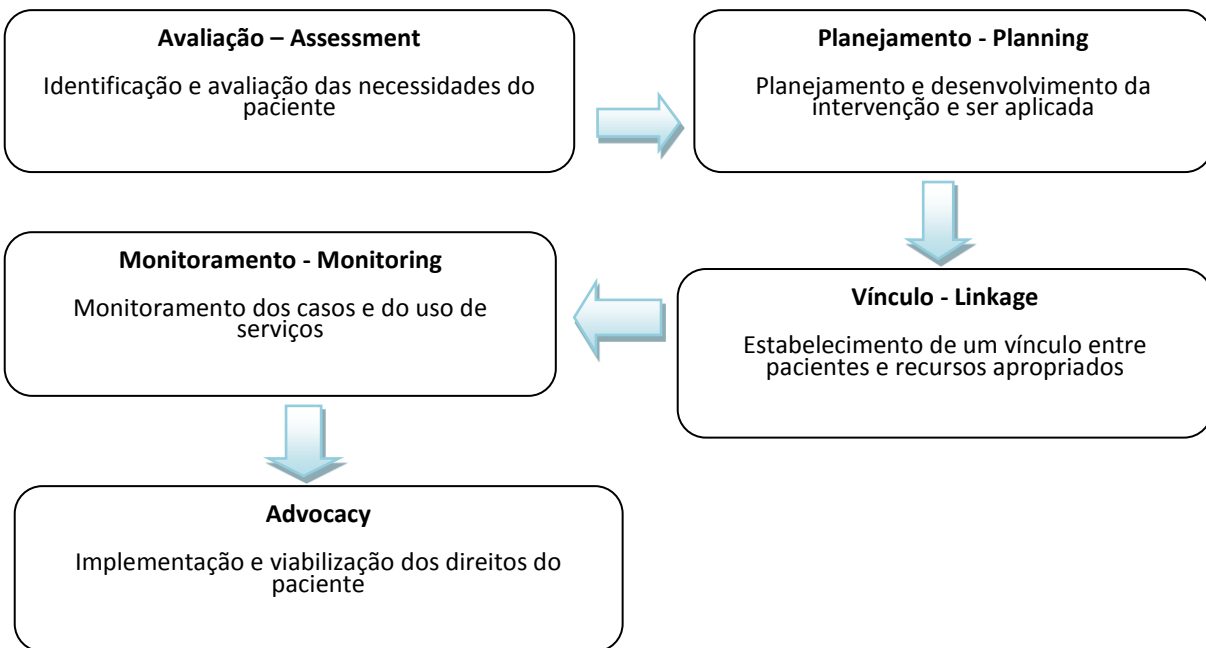 Avaliação – Assessment
Identificação e avaliação das necessidades do
paciente
Planejamento - Planning
Planejamento e desenvolvimento da
intervenção e ser aplicada
Vínculo - Linkage
Estabelecimento de um vínculo entre
pacientes e recursos apropriados
Monitoramento - Monitoring
Monitoramento dos casos e do uso de
serviços
Advocacy
Implementação e viabilização dos direitos do
paciente